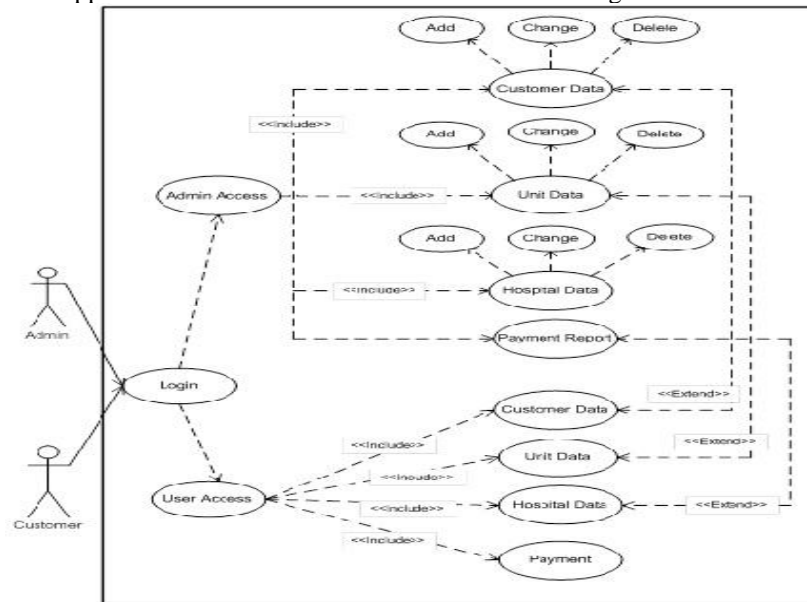 Add
Change
Delele
Customer Data
<<Include>>
Add
Change
Delete
Admin Access
<<Include>>
Unit Data
Add
Change
Delete
<<Include>>
Hospital Data
Admin
Payment Report
Login
<<Extend>>
Customer Data
<<Include>>
<<Extend>>
Unit Data
<<Include>>
User Access
Hospital Data
<<Extend>>
<<Include>>
Customer
<<Include>>
Payment